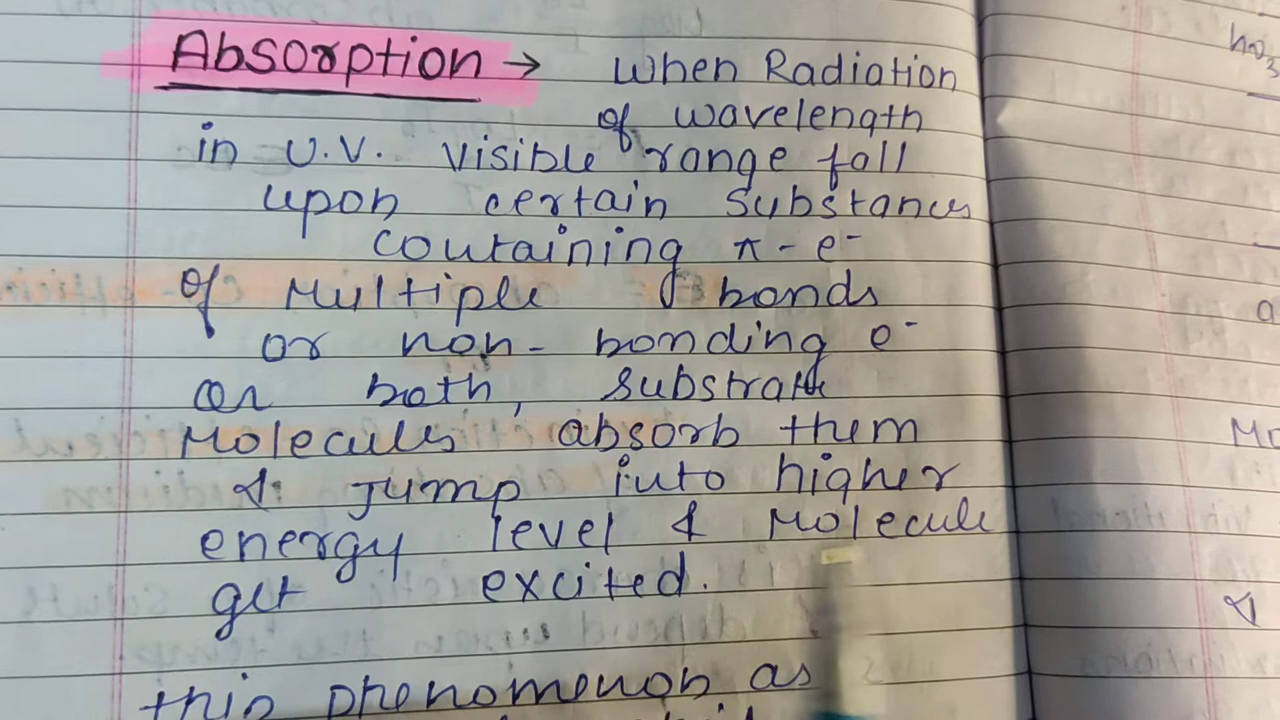 Absorption → When Radiation
of wavelength
in U.V. visible range fall
upon certain substances
containing π- e⁻
of Multiple bonds
or non-bonding e⁻
or both, substrate
Molecules absorb them
& Jump into higher
energy level & Molecule
get excited.
this phenomenon as